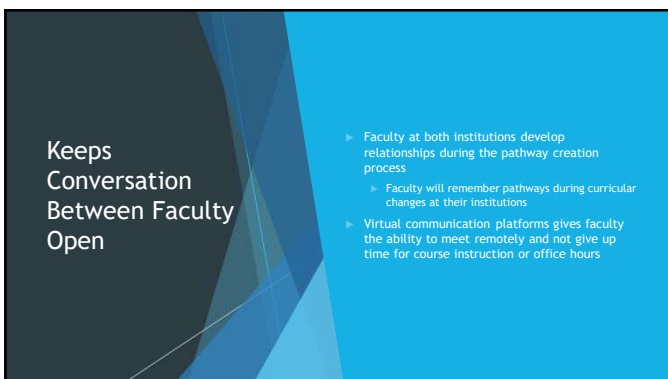 Keeps
Conversation
Between Faculty
Open
Faculty at both institutions develop
relationships during the pathway creation
process
Faculty will remember pathways during curricular
changes at their institutions
Virtual communication platforms gives faculty
the ability to meet remotely and not give up
time for course instruction or office hours